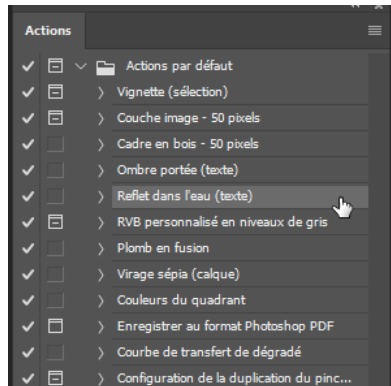 Actions
Actions par défaut
Vignette (sélection)
Couche image - 50 pixels
Cadre en bois - 50 pixels
Ombre portée (texte)
Reflet dans l'eau (texte)
RVB personnalisé en niveaux de gris
Plomb en fusion
Virage sépia (calque)
Couleurs du quadrant
Enregistrer au format Photoshop PDF
Courbe de transfert de dégradé
Configuration de la duplication du pinc...